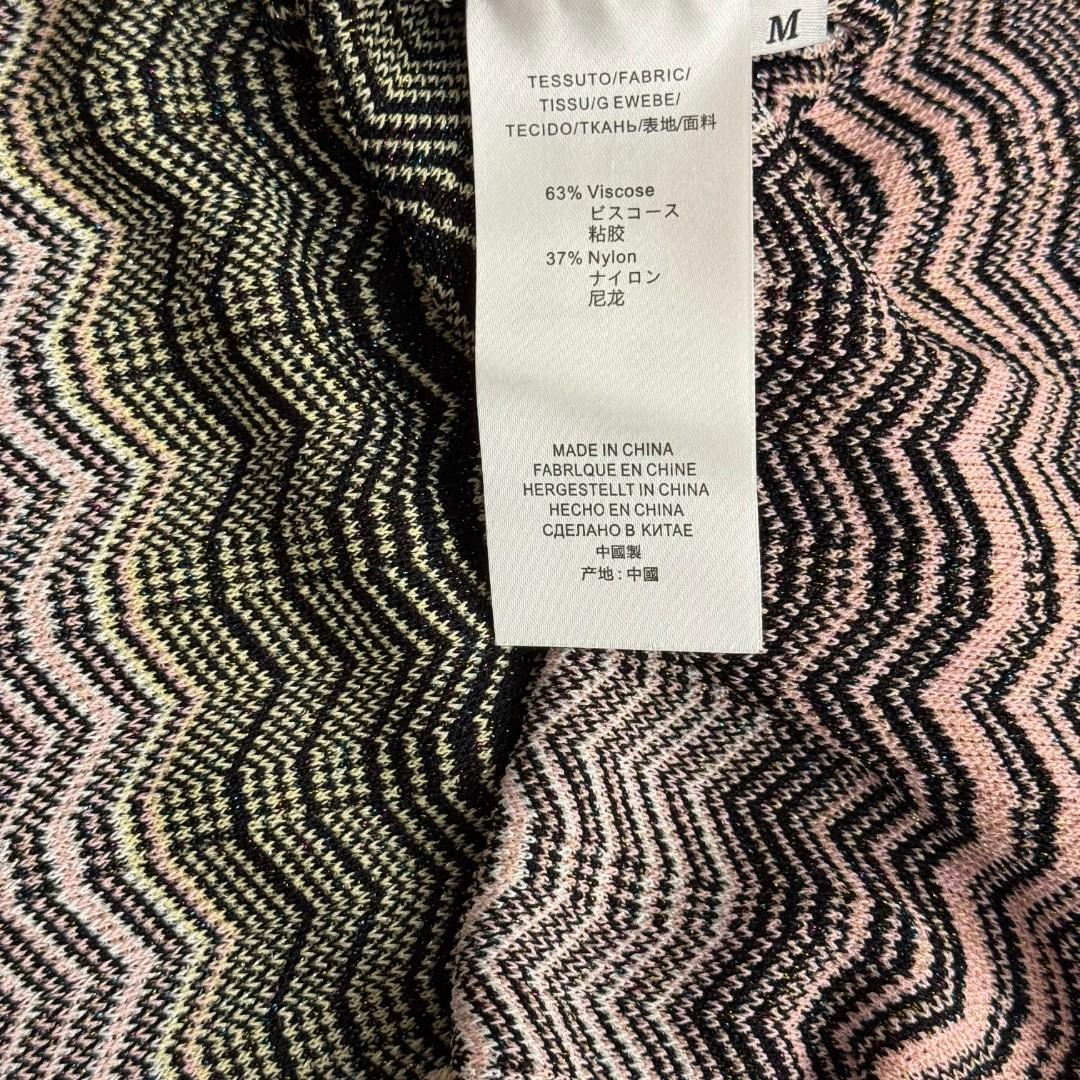 M
TESSUTO/FABRIC/
TISSU/G EWEBE/
TECIDO/ТКАНЬ/表地/面料
63% Viscose
ビスコース
粘胶
37% Nylon
ナイロン
尼龙
MADE IN CHINA
FABRLQUE EN CHINE
HERGESTELLT IN CHINA
HECHO EN CHINA
СДЕЛАНО В КИТАЕ
中國製
产地:中國